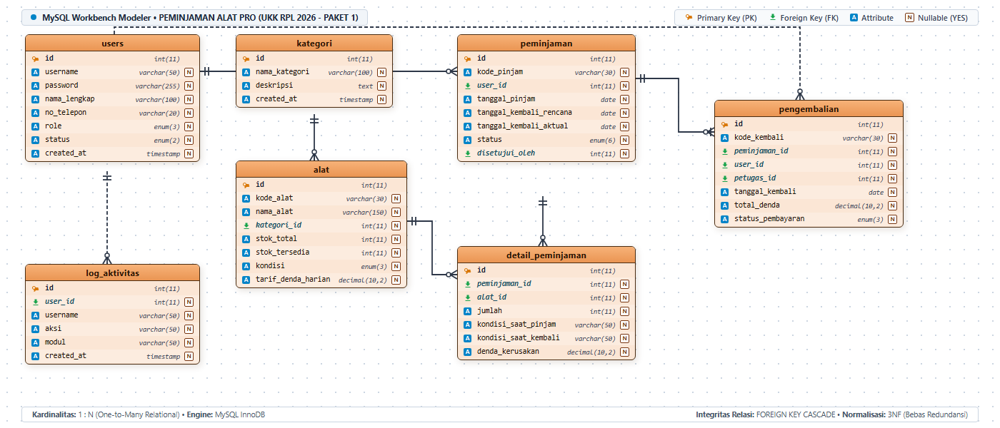 MySQL Workbench Modeler • PEMINJAMAN ALAT PRO (UKK RPL 2026 - PAKET 1)
Primary Key (PK) Foreign Key (FK) A Attribute N Nullable (YES)
users
id int(11)
A username varchar(50) N
A password varchar(255) N
A nama_lengkap varchar(100) N
A no_telepon varchar(20) N
A role enum(3) N
A status enum(2) N
A created_at timestamp N
kategori
id int(11)
A nama_kategori varchar(100) N
A deskripsi text N
A created_at timestamp N
peminjaman
id int(11)
A kode_pinjam varchar(30) N
user_id int(11) N
A tanggal_pinjam date N
A tanggal_kembali_rencana date N
A tanggal_kembali_aktual date N
A status enum(6) N
disetujui_oleh int(11) N
pengembalian
id int(11)
A kode_kembali varchar(30) N
peminjaman_id int(11) N
user_id int(11) N
petugas_id int(11) N
A tanggal_kembali date N
A total_denda decimal(10,2) N
A status_pembayaran enum(3) N
alat
id int(11)
A kode_alat varchar(30) N
A nama_alat varchar(150) N
kategori_id int(11) N
A stok_total int(11) N
A stok_tersedia int(11) N
A kondisi enum(3) N
A tarif_denda_harian decimal(10,2) N
log_aktivitas
id int(11)
user_id int(11) N
A username varchar(50) N
A aksi varchar(50) N
A modul varchar(50) N
A created_at timestamp N
detail_peminjaman
id int(11)
peminjaman_id int(11) N
alat_id int(11) N
A jumlah int(11) N
A kondisi_saat_pinjam varchar(50) N
A kondisi_saat_kembali varchar(50) N
A denda_kerusakan decimal(10,2) N
Kardinalitas: 1 : N (One-to-Many Relational) • Engine: MySQL InnoDB
Integritas Relasi: FOREIGN KEY CASCADE • Normalisasi: 3NF (Bebas Redundansi)